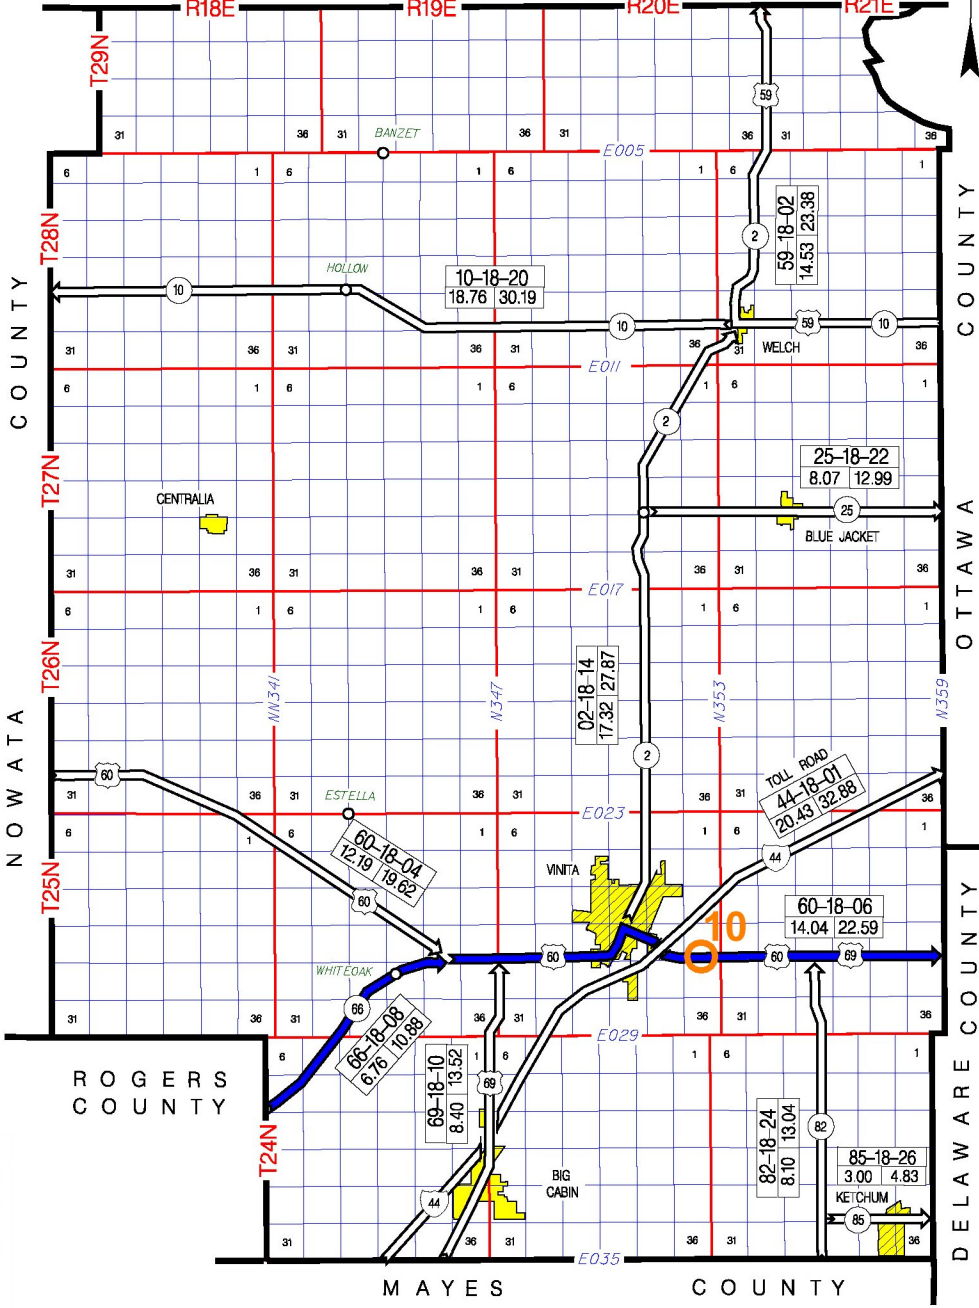 R18E R19E R20E R21E
T29N
59
31 36 31 36 31 36 31 36
BANZET
E005
6 1 6 1 6 1 6 1
T28N
COUNTY
59-18-02
14.53 23.38
2
HOLLOW
10-18-20
18.76 30.19
10 10 59 10
COUNTY
31 36 31 36 31 36 31 36
WELCH
E011
6 1 6 1 6 1 6 1
2
T27N
25-18-22
8.07 12.99
CENTRALIA
25
BLUE JACKET
OTTAWA
31 36 31 36 31 36 31 36
E017
6 1 6 1 6 1 6 1
T26N
NN341 N347 N353 N359
02-18-14
17.32 27.87
NOWATA
2
60
TOLL ROAD
44-18-01
20.43 32.88
31 36 31 36 31 36 31 36
ESTELLA
E023
6 1 6 1 6 1 6 1
60-18-04
12.19 19.62
44
VINITA
T25N
60
60-18-06
14.04 22.59
10
60 60 69
WHITEOAK
66
66-18-08
6.76 10.88
31 36 31 36 31 36 31 36
E029
COUNTY
6 1 6 1 6 1
ROGERS
COUNTY
69-18-10
8.40 13.52
69
T24N
82-18-24
8.10 13.04
82
85-18-26
3.00 4.83
KETCHUM
BIG
CABIN
44
85
DELAWARE
31 36 31 36 31 36
E035
MAYES COUNTY